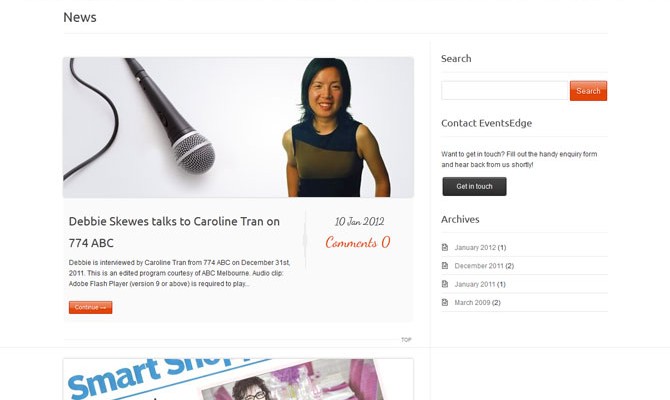 News
Debbie Skewes talks to Caroline Tran on
774 ABC
Debbie is interviewed by Caroline Tran from 774 ABC on December 31st,
2011. This is an edited program courtesy of ABC Melbourne. Audio clip:
Adobe Flash Player (version 9 or above) is required to play...
Continue →
10 Jan 2012
Comments 0
TOP
Smart
Search
Search
Contact EventsEdge
Want to get in touch? Fill out the handy enquiry form
and hear back from us shortly!
Get in touch
Archives
January 2012 (1)
December 2011 (2)
January 2011 (1)
March 2009 (2)